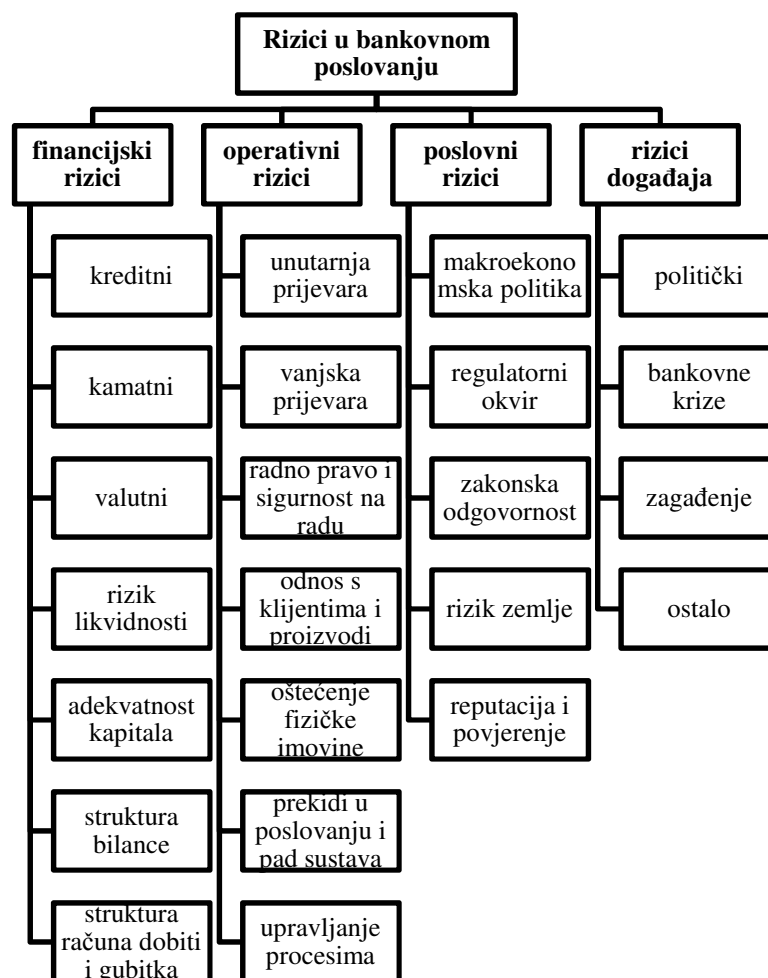 Rizici u bankovnom
poslovanju
financijski
rizici
kreditni
kamatni
valutni
rizik
likvidnosti
adekvatnost
kapitala
struktura
bilance
struktura
računa dobiti
i gubitka
operativni
rizici
unutarnja
prijevara
vanjska
prijevara
radno pravo i
sigurnost na
radu
odnos s
klijentima i
proizvodi
oštećenje
fizičke
imovine
prekidi u
poslovanju i
pad sustava
upravljanje
procesima
poslovni
rizici
makroekono
mska politika
regulatorni
okvir
zakonska
odgovornost
rizik zemlje
reputacija i
povjerenje
rizici
događaja
politički
bankovne
krize
zagađenje
ostalo